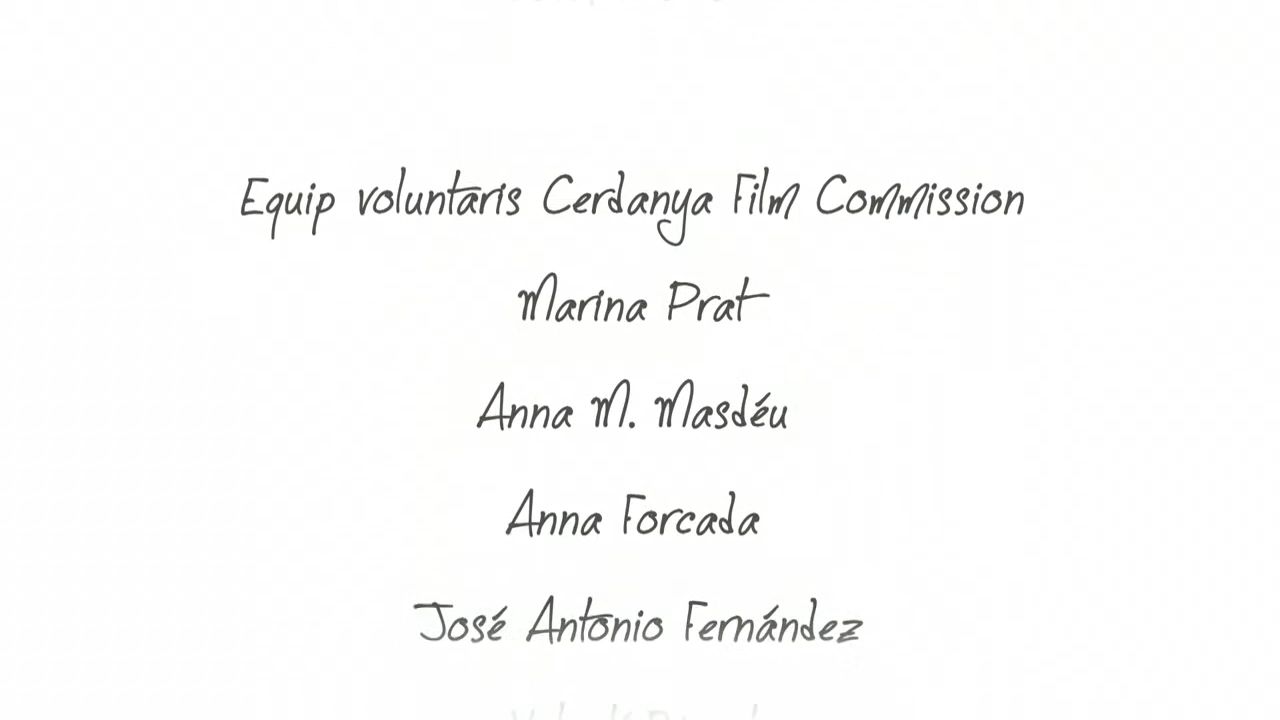 Equip voluntaris Cerdanya Film Commission
Marina Prat
Anna M. Masdéu
Anna Forcada
José Antonio Fernández